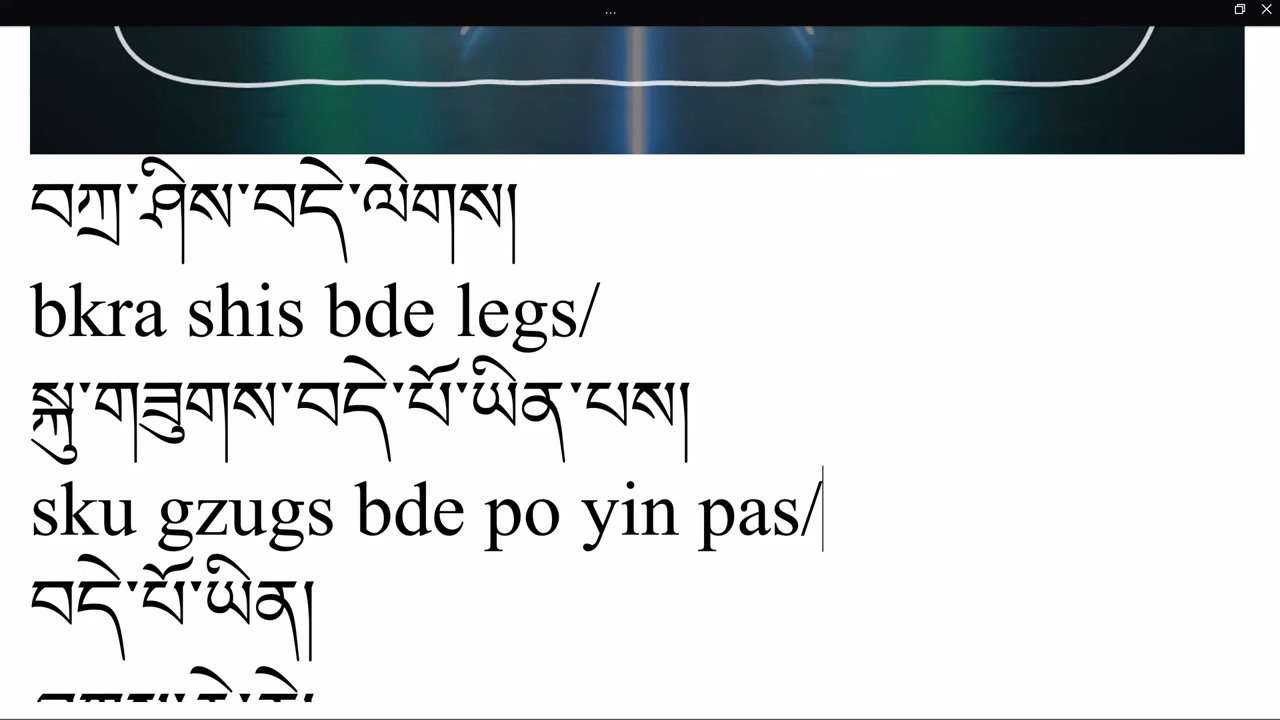 བཀྲ་ཤིས་བདེ་ལེགས།
bkra shis bde legs/
སྐུ་གཟུགས་བདེ་པོ་ཡིན་པས།
sku gzugs bde po yin pas/
བདེ་པོ་ཡིན།